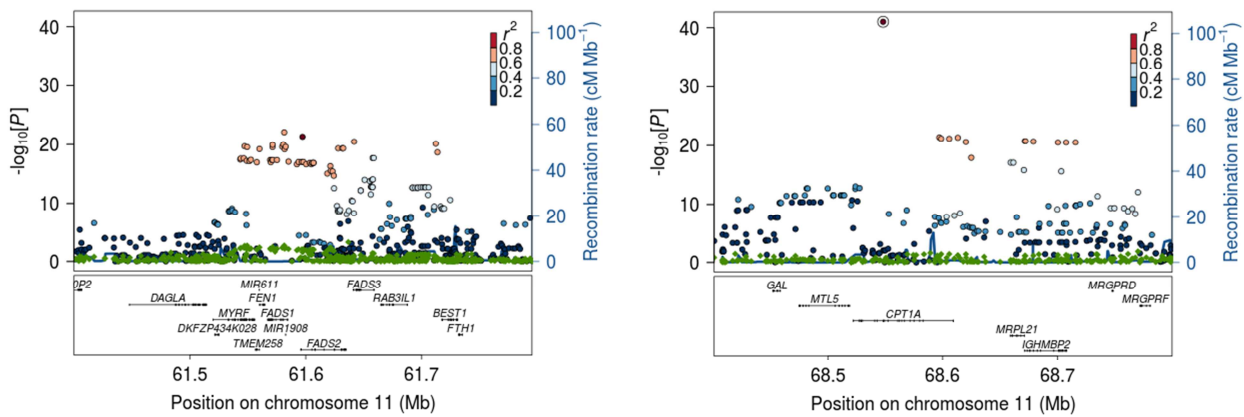 40
30
20
10
0
-log10[P]
r²
0.8
0.6
0.4
0.2
100
80
60
40
20
0
Recombination rate (cM Mb⁻¹)
0P2
MIR611
FADS3
DAGLA
FEN1
RAB3IL1
MYRF
FADS1
BEST1
DKFZP434K028
MIR1908
FTH1
TMEM258
FADS2
61.5
61.6
61.7
Position on chromosome 11 (Mb)
40
30
20
10
0
-log10[P]
r²
0.8
0.6
0.4
0.2
100
80
60
40
20
0
Recombination rate (cM Mb⁻¹)
GAL
MRGPRD
MTL5
MRGPRF
CPT1A
MRPL21
IGHMBP2
68.5
68.6
68.7
Position on chromosome 11 (Mb)